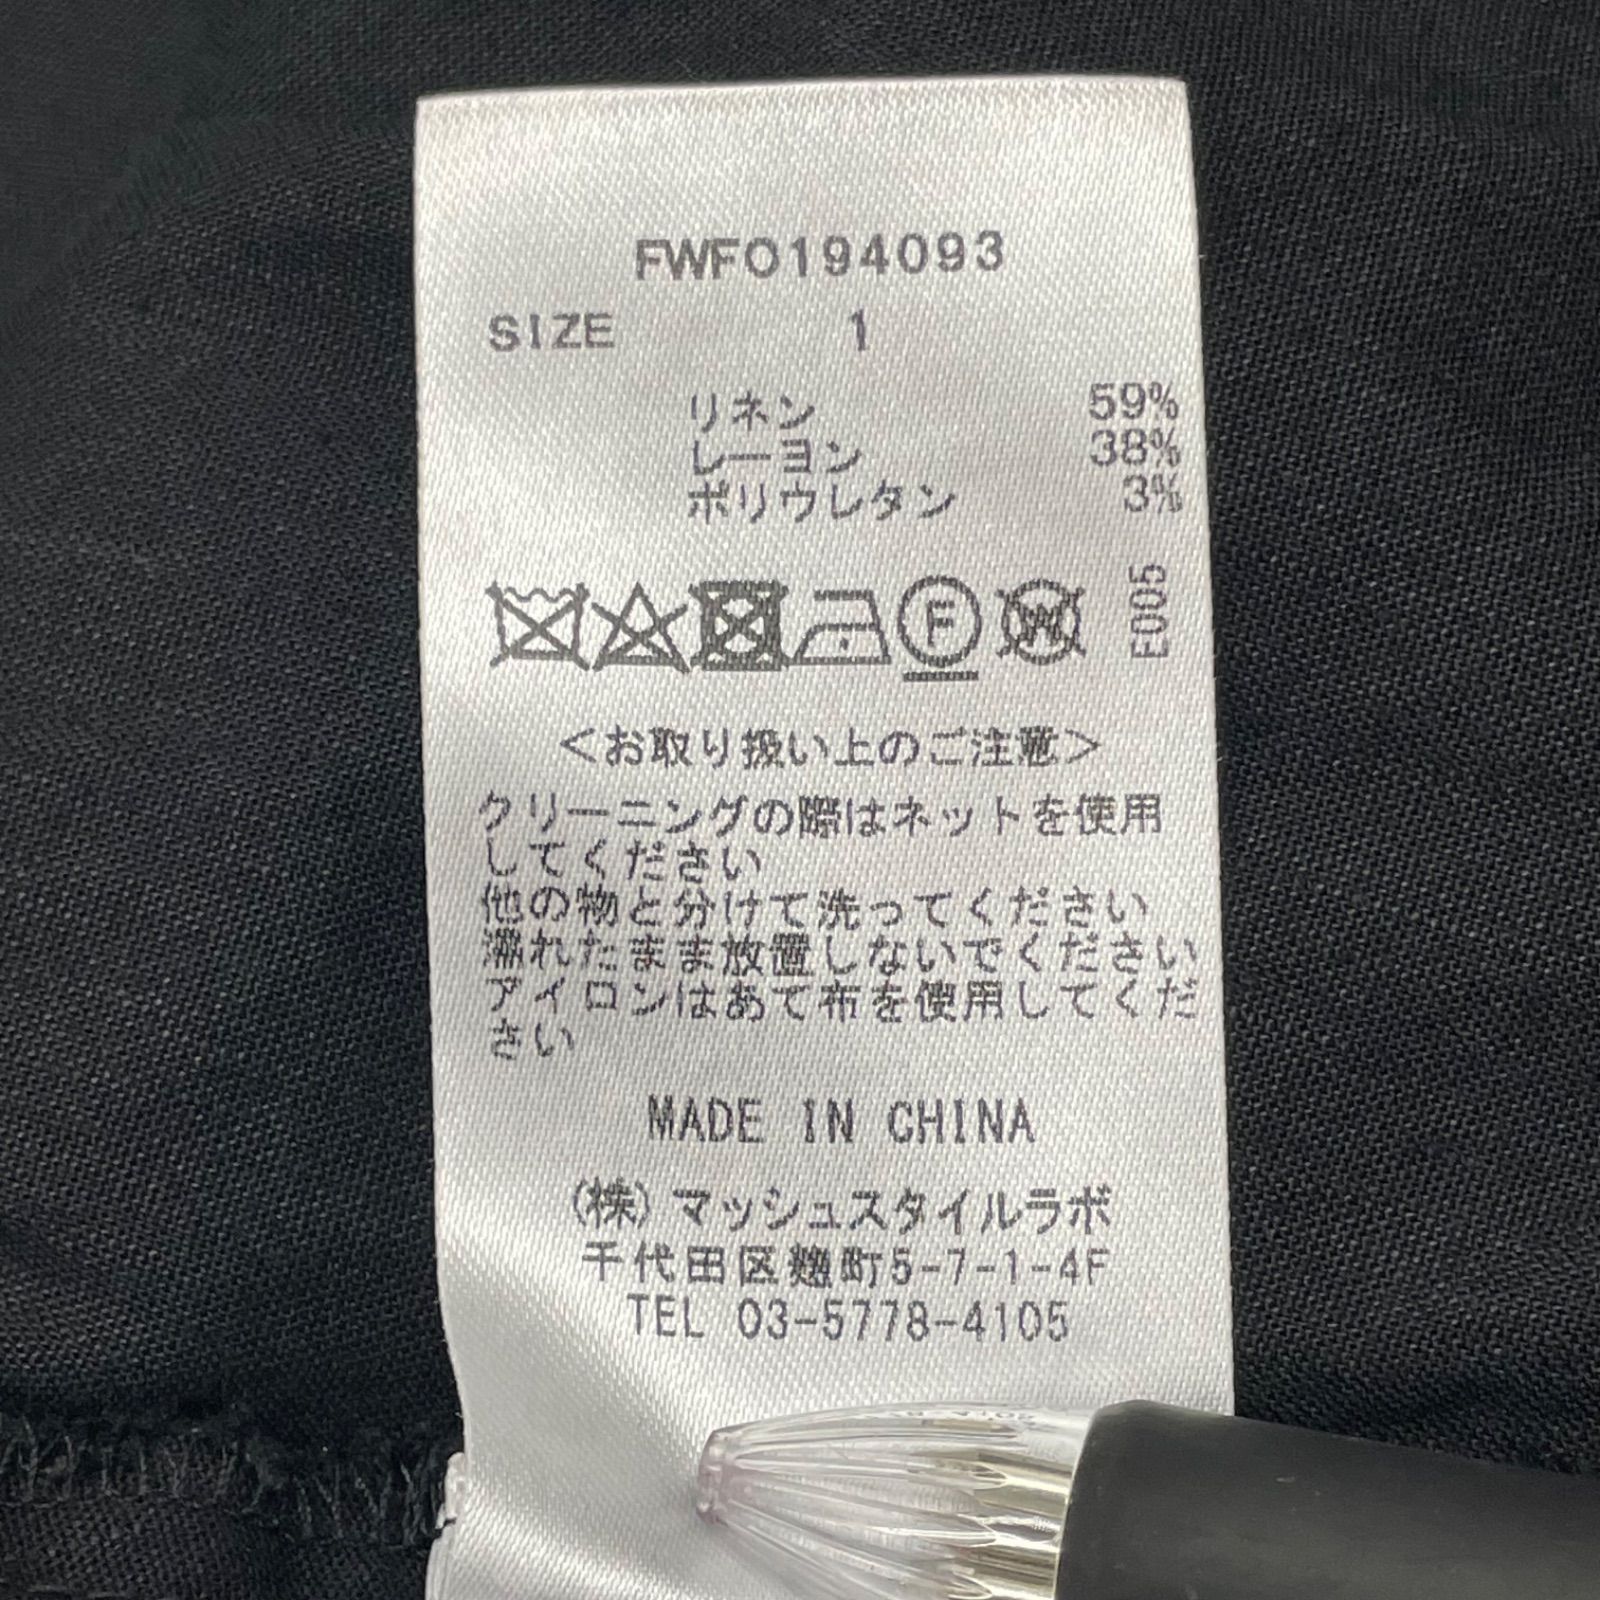 FWFO194093
SIZE 1
リネン 59%
レーヨン 38%
ポリウレタン 3%
F
W
E005
<お取り扱い上のご注意>
クリーニングの際はネットを使用
してください
他の物と分けて洗ってください
濡れたまま放置しないでください
アイロンはあて布を使用してくだ
さい
MADE IN CHINA
(株)マッシュスタイルラボ
千代田区麹町5-7-1-4F
TEL 03-5778-4105